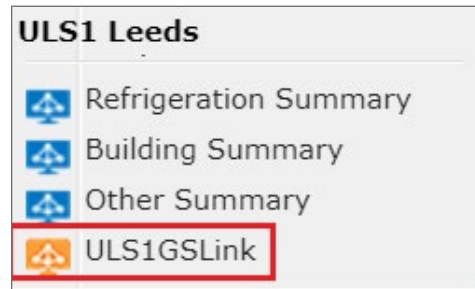 ULS1 Leeds
Refrigeration Summary
Building Summary
Other Summary
ULS1GSLink